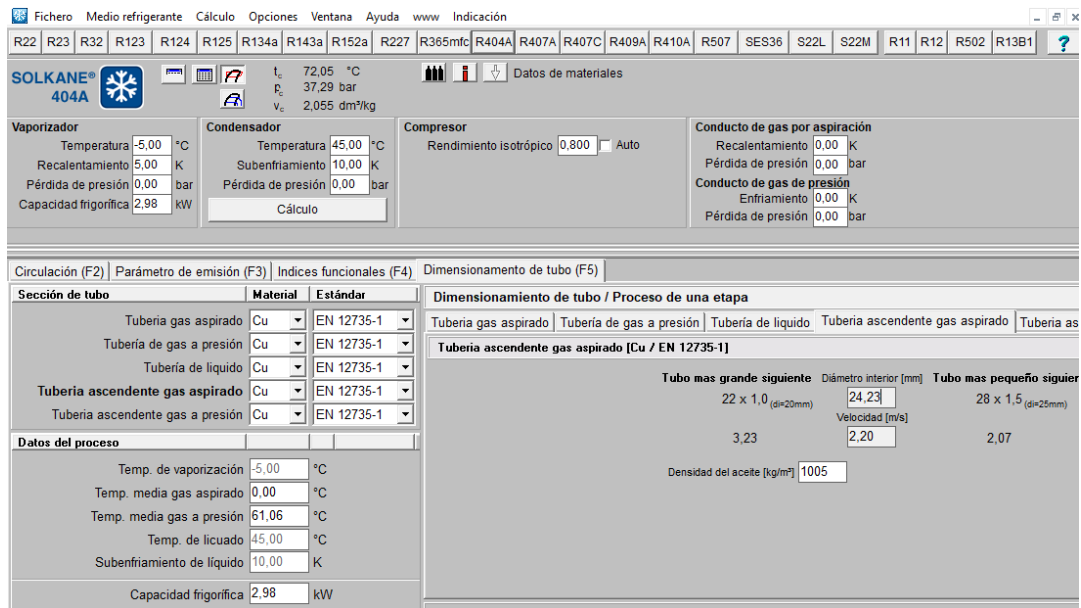 Fichero Medio refrigerante Cálculo Opciones Ventana Ayuda www Indicación
R22 R23 R32 R123 R124 R125 R134a R143a R152a R227 R365mfc R404A R407A R407C R409A R410A R507 SES36 S22L S22M R11 R12 R502 R13B1 ?
SOLKANE®
404A
tc 72,05 °C
pc 37,29 bar
vc 2,055 dm³/kg
Datos de materiales
Vaporizador
Temperatura -5,00 °C
Recalentamiento 5,00 K
Pérdida de presión 0,00 bar
Capacidad frigorífica 2,98 kW
Condensador
Temperatura 45,00 °C
Subenfriamiento 10,00 K
Pérdida de presión 0,00 bar
Cálculo
Compresor
Rendimiento isotrópico 0,800 Auto
Conducto de gas por aspiración
Recalentamiento 0,00 K
Pérdida de presión 0,00 bar
Conducto de gas de presión
Enfriamiento 0,00 K
Pérdida de presión 0,00 bar
Circulación (F2) Parámetro de emisión (F3) Indices funcionales (F4) Dimensionamento de tubo (F5)
Sección de tubo Material Estándar
Tuberia gas aspirado Cu EN 12735-1
Tubería de gas a presión Cu EN 12735-1
Tubería de liquido Cu EN 12735-1
Tuberia ascendente gas aspirado Cu EN 12735-1
Tuberia ascendente gas a presión Cu EN 12735-1
Datos del proceso
Temp. de vaporización -5,00 °C
Temp. media gas aspirado 0,00 °C
Temp. media gas a presión 61,06 °C
Temp. de licuado 45,00 °C
Subenfriamiento de líquido 10,00 K
Capacidad frigorífica 2,98 kW
Dimensionamiento de tubo / Proceso de una etapa
Tuberia gas aspirado Tubería de gas a presión Tubería de liquido Tuberia ascendente gas aspirado Tuberia as
Tuberia ascendente gas aspirado [Cu / EN 12735-1]
Tubo mas grande siguiente Diámetro interior [mm] Tubo mas pequeño siguier
22 x 1,0 (di=20mm) 24,23 28 x 1,5 (di=25mm)
Velocidad [m/s]
3,23 2,20 2,07
Densidad del aceite [kg/m³] 1005